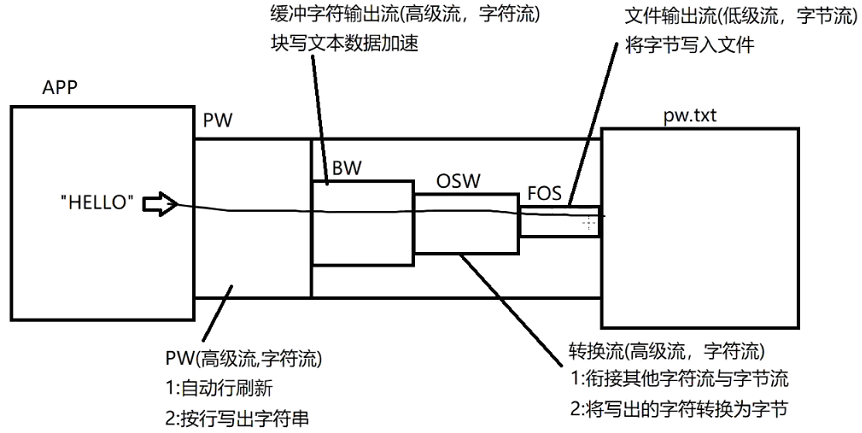 缓冲字符输出流(高级流，字符流)
块写文本数据加速
文件输出流(低级流，字节流)
将字节写入文件
APP
PW
pw.txt
BW
OSW
FOS
"HELLO"
PW(高级流,字符流)
1:自动行刷新
2:按行写出字符串
转换流(高级流，字符流)
1:衔接其他字符流与字节流
2:将写出的字符转换为字节